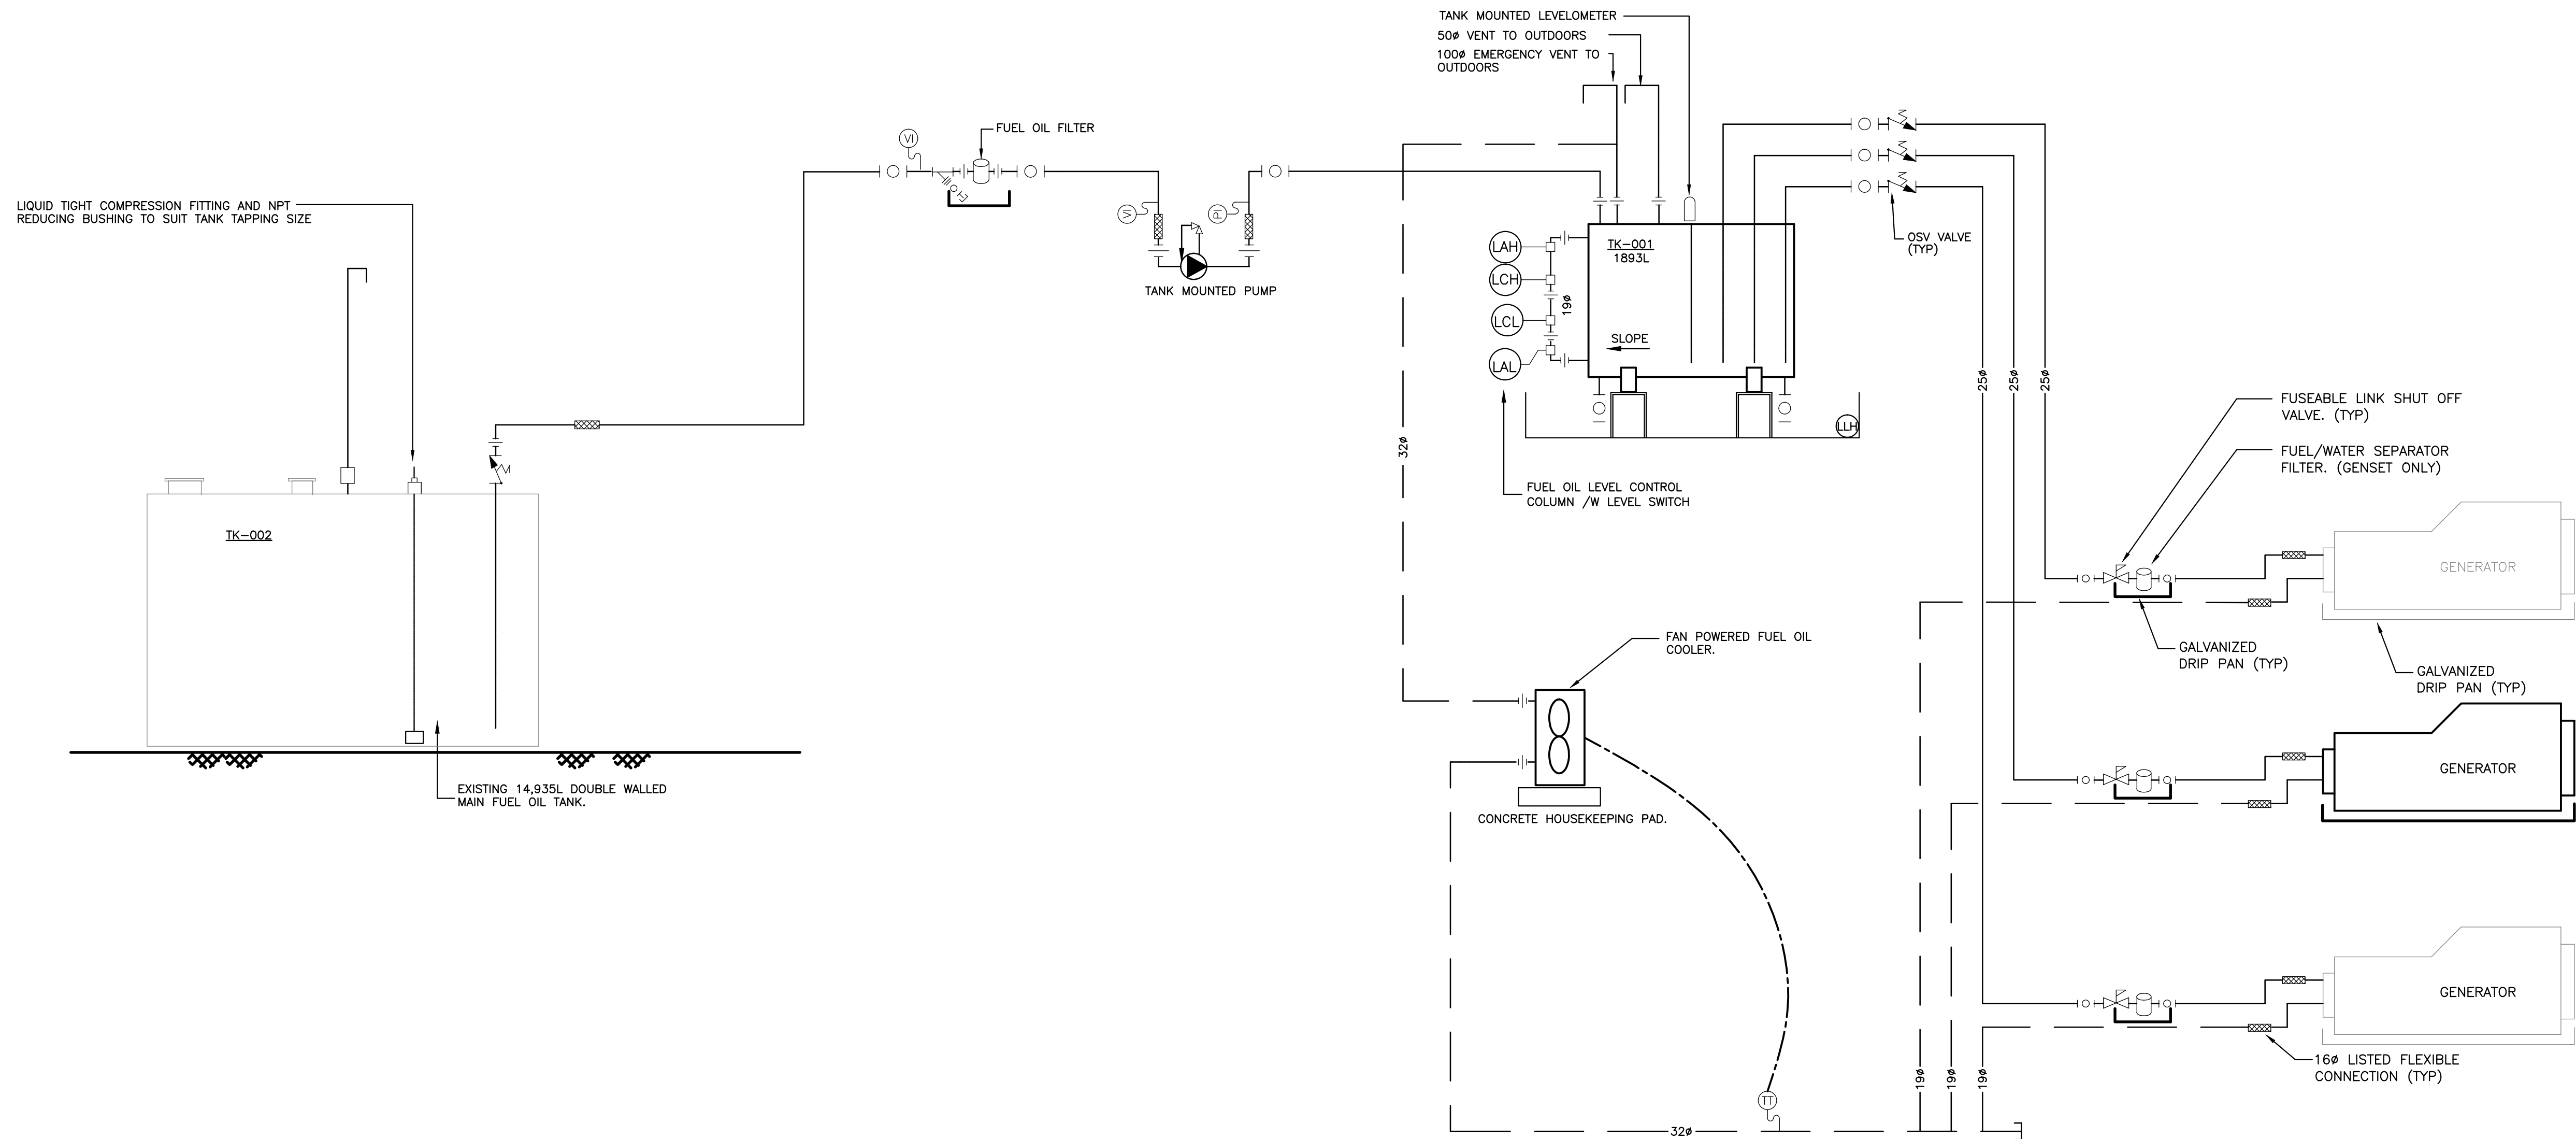 TANK MOUNTED LEVELOMETER
50ø VENT TO OUTDOORS
100ø EMERGENCY VENT TO
OUTDOORS
VI
FUEL OIL FILTER
LIQUID TIGHT COMPRESSION FITTING AND NPT
REDUCING BUSHING TO SUIT TANK TAPPING SIZE
VI
PI
TANK MOUNTED PUMP
LAH
LCH
LCL
LAL
19ø
TK-001
1893L
SLOPE
OSV VALVE
(TYP)
LLH
FUEL OIL LEVEL CONTROL
COLUMN /W LEVEL SWITCH
32ø
25ø
25ø
25ø
FUSEABLE LINK SHUT OFF
VALVE. (TYP)
FUEL/WATER SEPARATOR
FILTER. (GENSET ONLY)
TK-002
GENERATOR
GALVANIZED
DRIP PAN (TYP)
GALVANIZED
DRIP PAN (TYP)
FAN POWERED FUEL OIL
COOLER.
EXISTING 14,935L DOUBLE WALLED
MAIN FUEL OIL TANK.
CONCRETE HOUSEKEEPING PAD.
GENERATOR
GENERATOR
16ø LISTED FLEXIBLE
CONNECTION (TYP)
19ø
19ø
19ø
TT
32ø